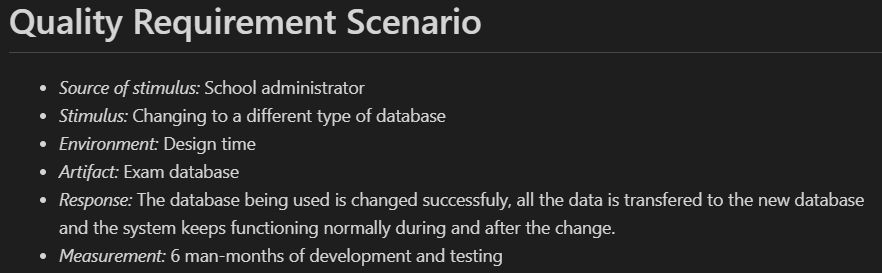 Quality Requirement Scenario
• Source of stimulus: School administrator
• Stimulus: Changing to a different type of database
• Environment: Design time
• Artifact: Exam database
• Response: The database being used is changed successfuly, all the data is transfered to the new database
and the system keeps functioning normally during and after the change.
• Measurement: 6 man-months of development and testing